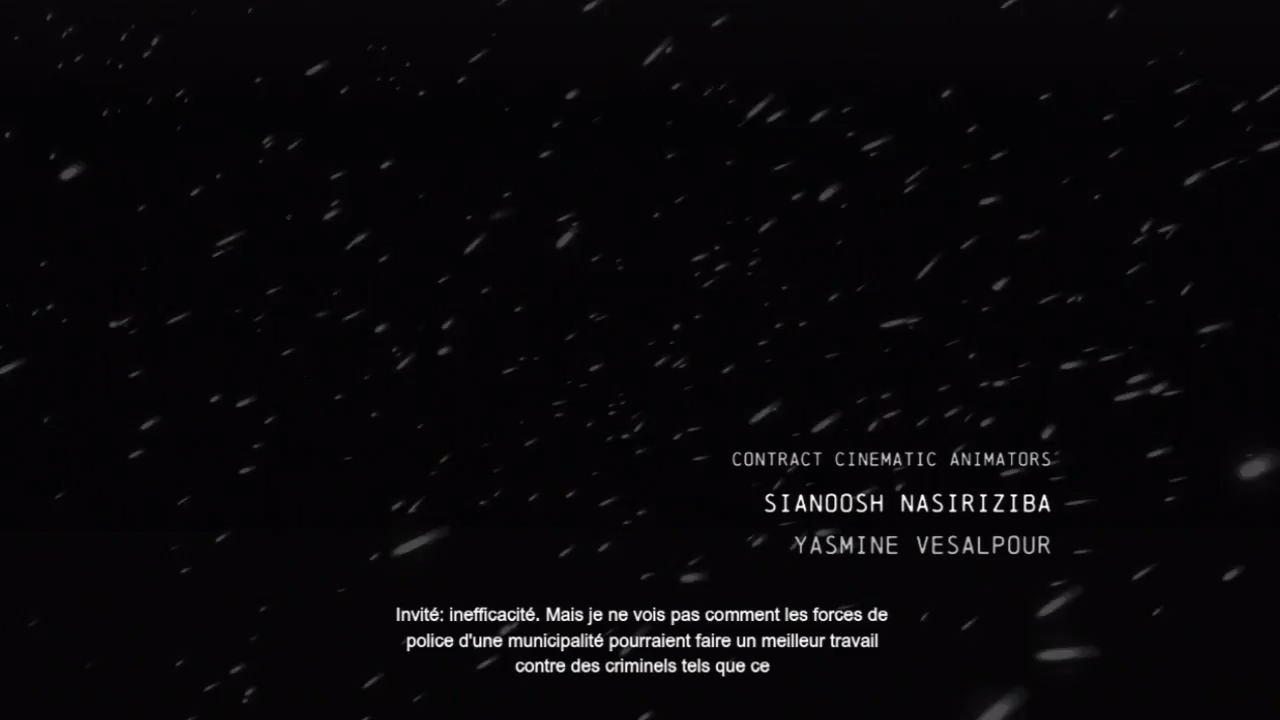 CONTRACT CINEMATIC ANIMATORS
SIANOOSH NASIRIZIBA
YASMINE VESALPOUR
Invité: inefficacité. Mais je ne vois pas comment les forces de
police d'une municipalité pourraient faire un meilleur travail
contre des criminels tels que ce